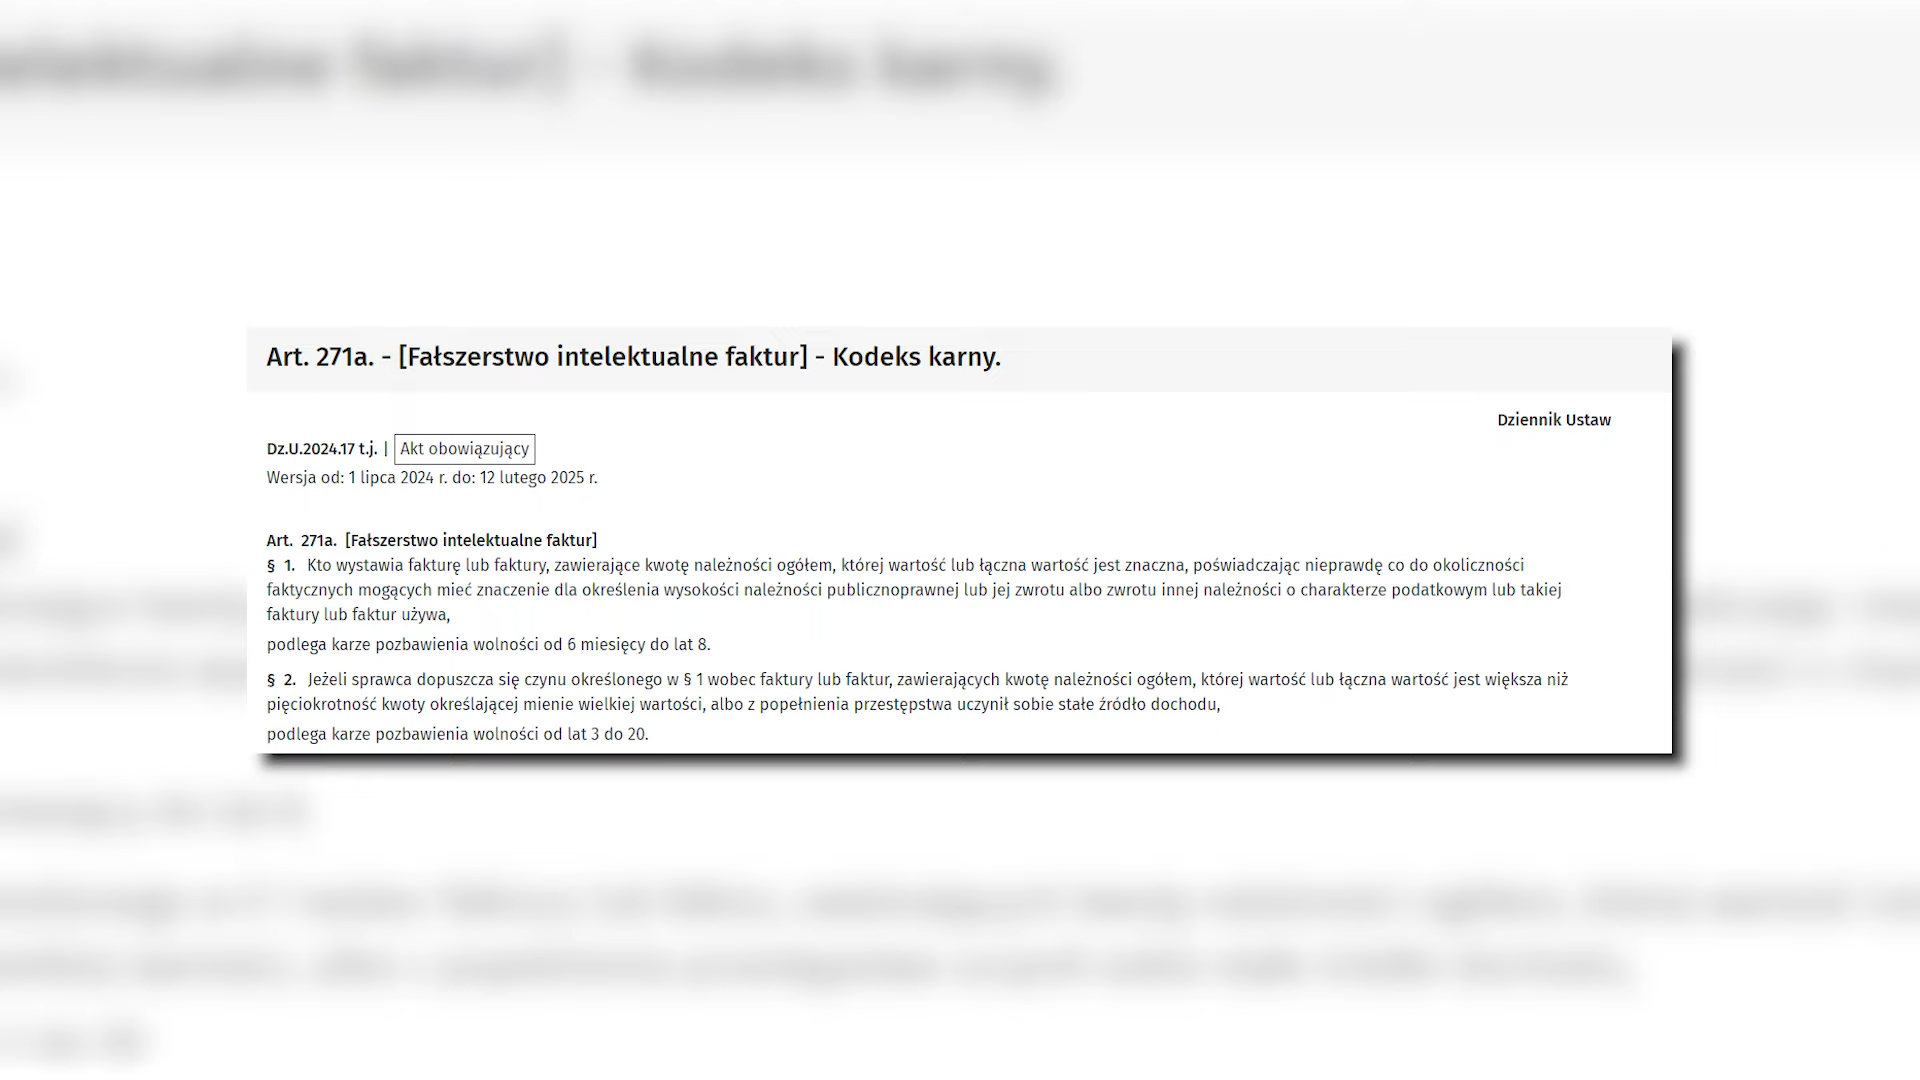 Art. 271a. - [Fałszerstwo intelektualne faktur] - Kodeks karny.
Dziennik Ustaw
Dz.U.2024.17 t.j. | Akt obowiązujący
Wersja od: 1 lipca 2024 r. do: 12 lutego 2025 r.
Art. 271a. [Fałszerstwo intelektualne faktur]
§ 1. Kto wystawia fakturę lub faktury, zawierające kwotę należności ogółem, której wartość lub łączna wartość jest znaczna, poświadczając nieprawdę co do okoliczności
faktycznych mogących mieć znaczenie dla określenia wysokości należności publicznoprawnej lub jej zwrotu albo zwrotu innej należności o charakterze podatkowym lub takiej
faktury lub faktur używa,
podlega karze pozbawienia wolności od 6 miesięcy do lat 8.
§ 2. Jeżeli sprawca dopuszcza się czynu określonego w § 1 wobec faktury lub faktur, zawierających kwotę należności ogółem, której wartość lub łączna wartość jest większa niż
pięciokrotność kwoty określającej mienie wielkiej wartości, albo z popełnienia przestępstwa uczynił sobie stałe źródło dochodu,
podlega karze pozbawienia wolności od lat 3 do 20.